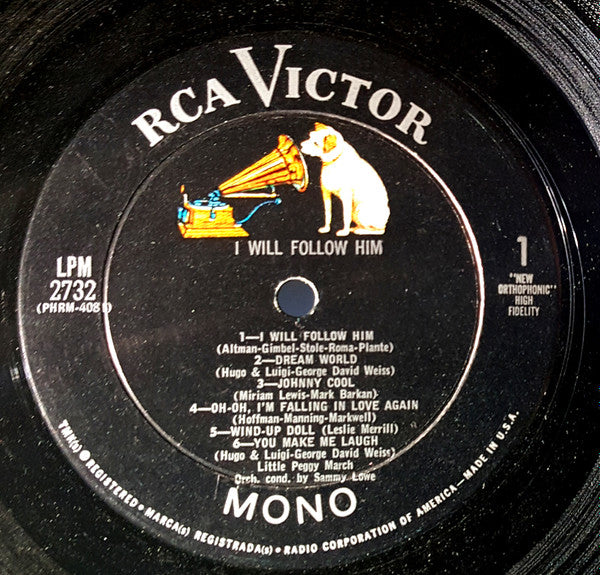 RCA VICTOR
I WILL FOLLOW HIM
LPM
2732
(PHRM-4081)
1
"NEW
ORTHOPHONIC"
HIGH
FIDELITY
1—I WILL FOLLOW HIM
(Altman-Gimbel-Stole-Roma-Plante)
2—DREAM WORLD
(Hugo & Luigi-George David Weiss)
3—JOHNNY COOL
(Miriam Lewis-Mark Barkan)
4—OH-OH, I'M FALLING IN LOVE AGAIN
(Hoffman-Manning-Markwell)
5—WIND-UP DOLL (Leslie Merrill)
6—YOU MAKE ME LAUGH
(Hugo & Luigi-George David Weiss)
Little Peggy March
Orch. cond. by Sammy Lowe
MONO
TMK(s) ● REGISTERED • MARCA(s) REGISTRADA(s) • RADIO CORPORATION OF AMERICA—MADE IN U.S.A.